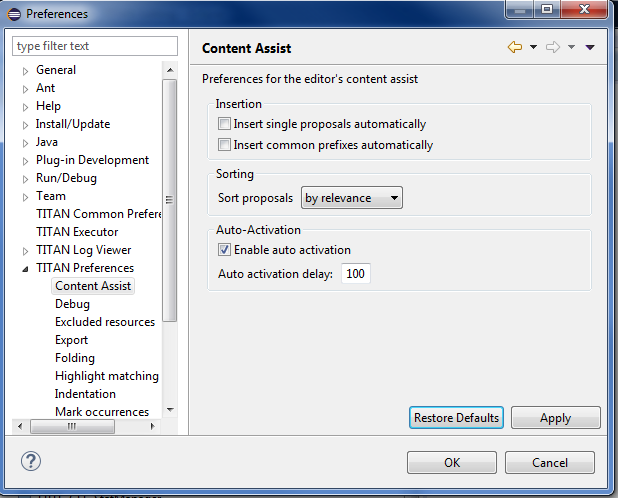 Preferences
type filter text
General
Ant
Help
Install/Update
Java
Plug-in Development
Run/Debug
Team
TITAN Common Prefere
TITAN Executor
TITAN Log Viewer
TITAN Preferences
Content Assist
Debug
Excluded resources
Export
Folding
Highlight matching
Indentation
Mark occurrences
Content Assist
Preferences for the editor's content assist
Insertion
Insert single proposals automatically
Insert common prefixes automatically
Sorting
Sort proposals by relevance
Auto-Activation
Enable auto activation
Auto activation delay: 100
Restore Defaults Apply
? OK Cancel